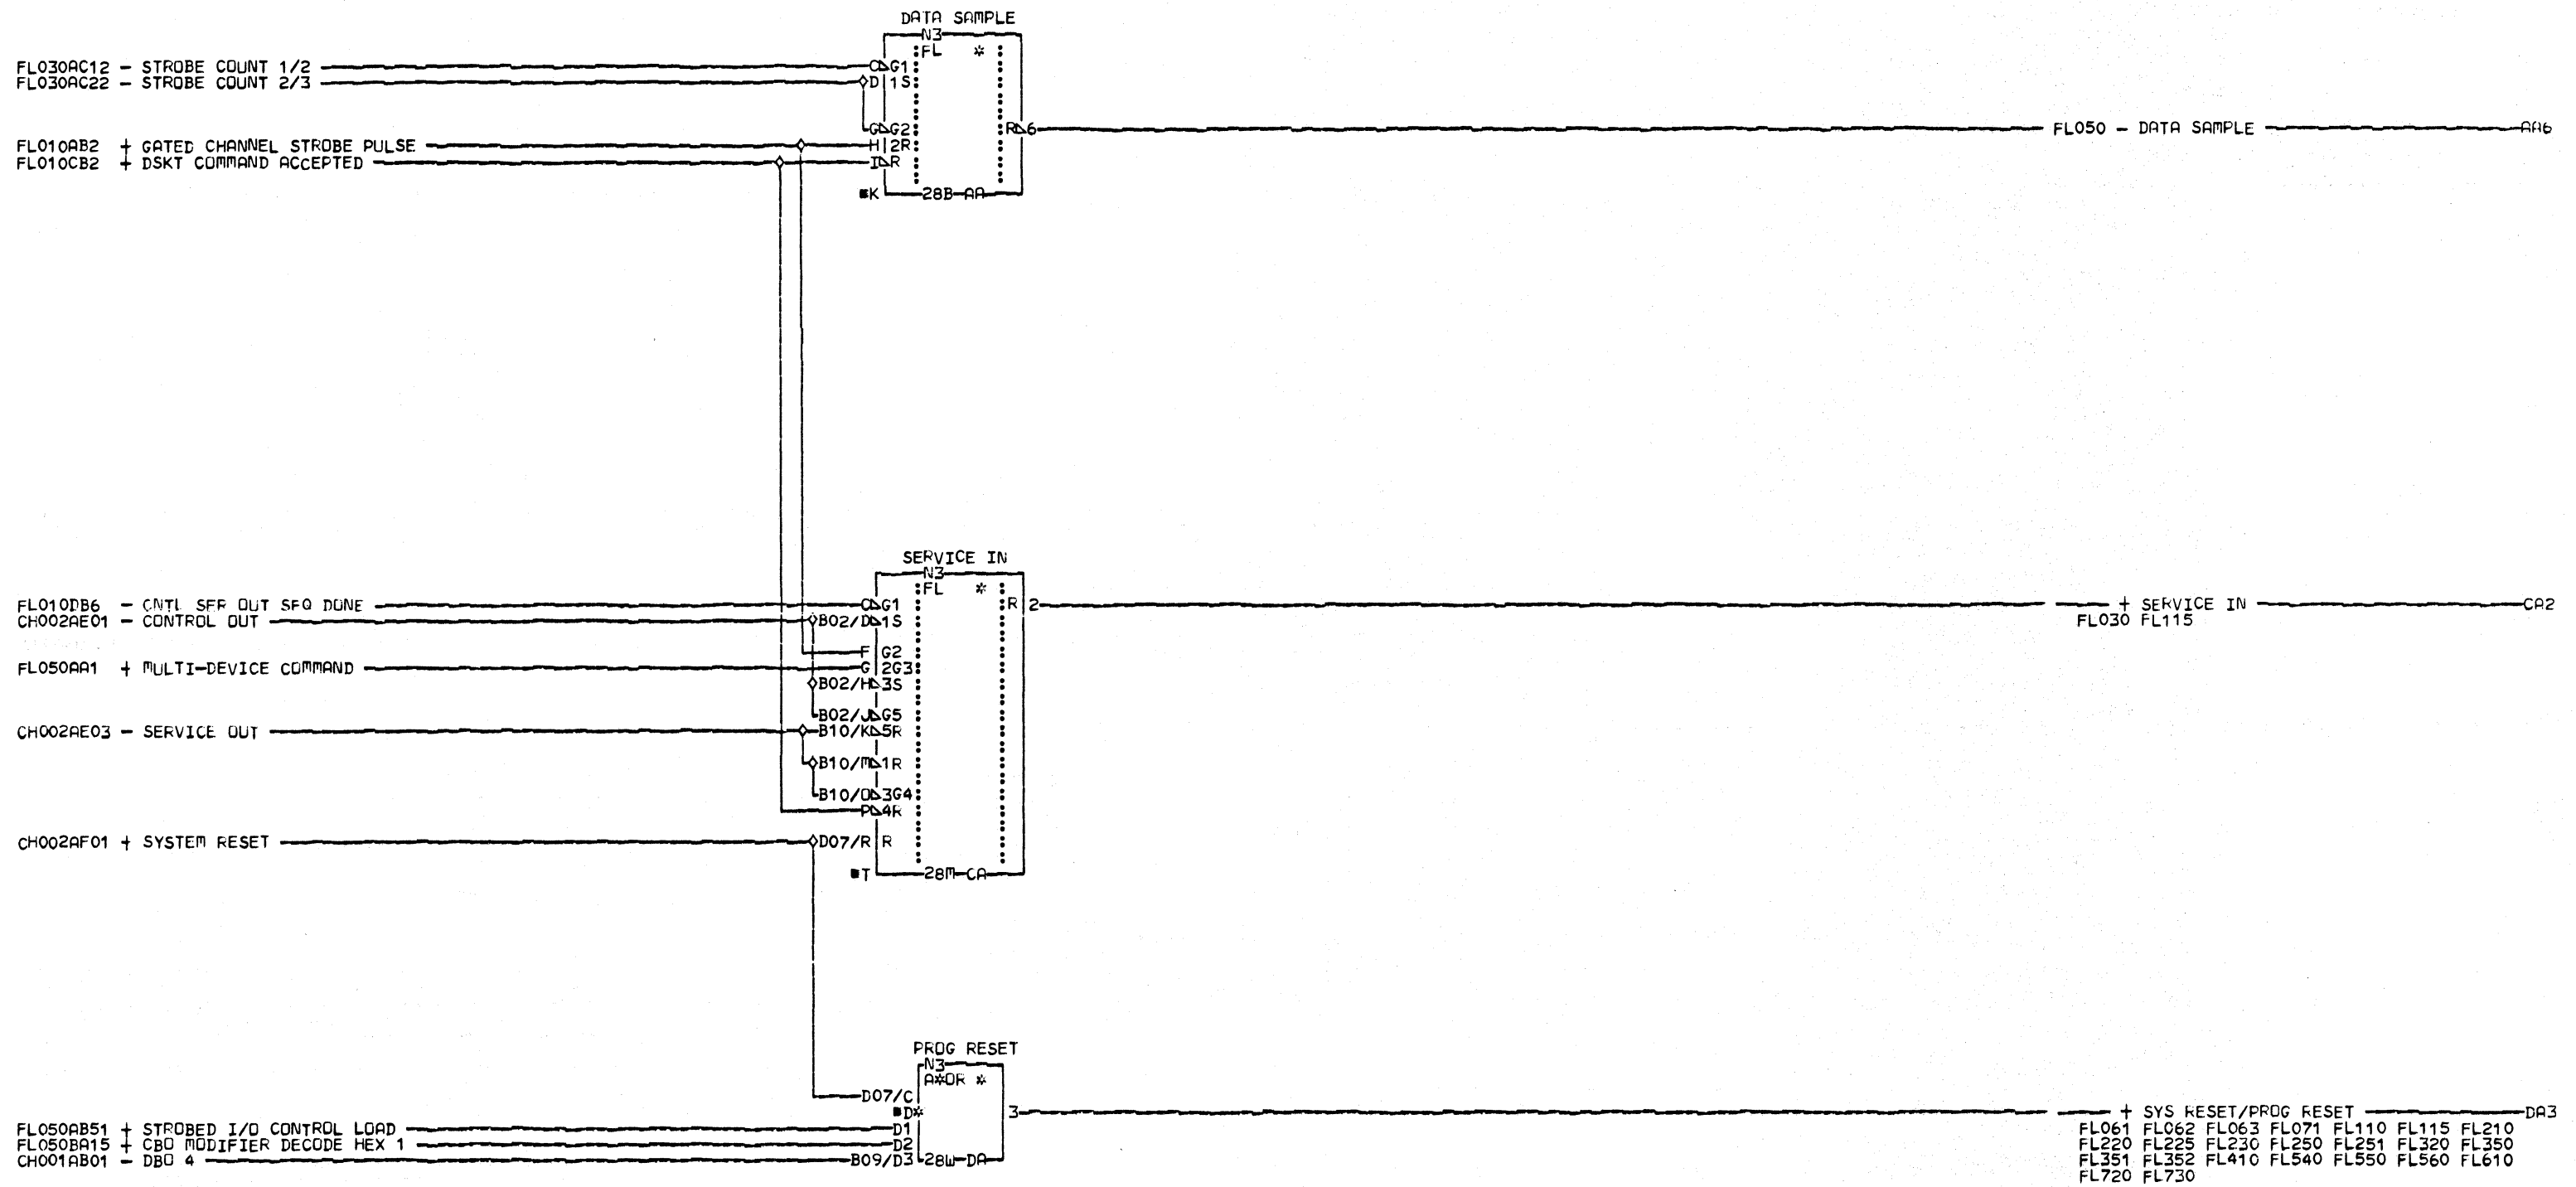 DATA SAMPLE
N3
FL *
FL030AC12 - STROBE COUNT 1/2 C G1
FL030AC22 - STROBE COUNT 2/3 D 1S
G G2 R 6 FL050 - DATA SAMPLE AA6
FL010AB2 + GATED CHANNEL STROBE PULSE H 2R
FL010CB2 + DSKT COMMAND ACCEPTED I R
■K 28B-AA
SERVICE IN
N3
FL *
FL010DB6 - CNTL SER OUT SEQ DONE C G1 R 2 + SERVICE IN CA2
CH002AE01 - CONTROL OUT B02/D 1S FL030 FL115
F G2
FL050AA1 + MULTI-DEVICE COMMAND G 2G3
B02/H 3S
B02/J G5
CH002AE03 - SERVICE OUT B10/K 5R
B10/M 1R
B10/O 3G4
P 4R
CH002AF01 + SYSTEM RESET D07/R R
■T 28M-CA
PROG RESET
N3
A*OR *
D07/C
■D* 3 + SYS RESET/PROG RESET DA3
FL050AB51 + STROBED I/O CONTROL LOAD D1 FL061 FL062 FL063 FL071 FL110 FL115 FL210
FL050BA15 + CBO MODIFIER DECODE HEX 1 D2 FL220 FL225 FL230 FL250 FL251 FL320 FL350
CH001AB01 - DBO 4 B09/D3 28W-DA FL351 FL352 FL410 FL540 FL550 FL560 FL610
FL720 FL730